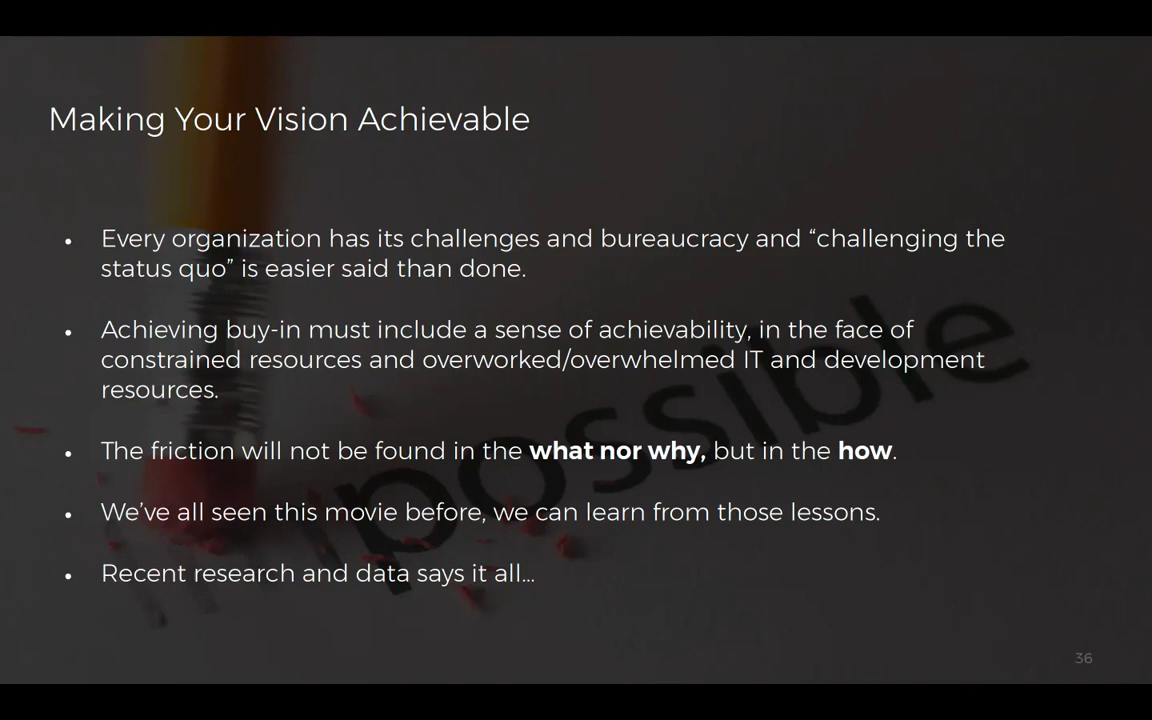 Making Your Vision Achievable
• Every organization has its challenges and bureaucracy and “challenging the
status quo” is easier said than done.
• Achieving buy-in must include a sense of achievability, in the face of
constrained resources and overworked/overwhelmed IT and development
resources.
• The friction will not be found in the what nor why, but in the how.
• We’ve all seen this movie before, we can learn from those lessons.
• Recent research and data says it all...
possible
36